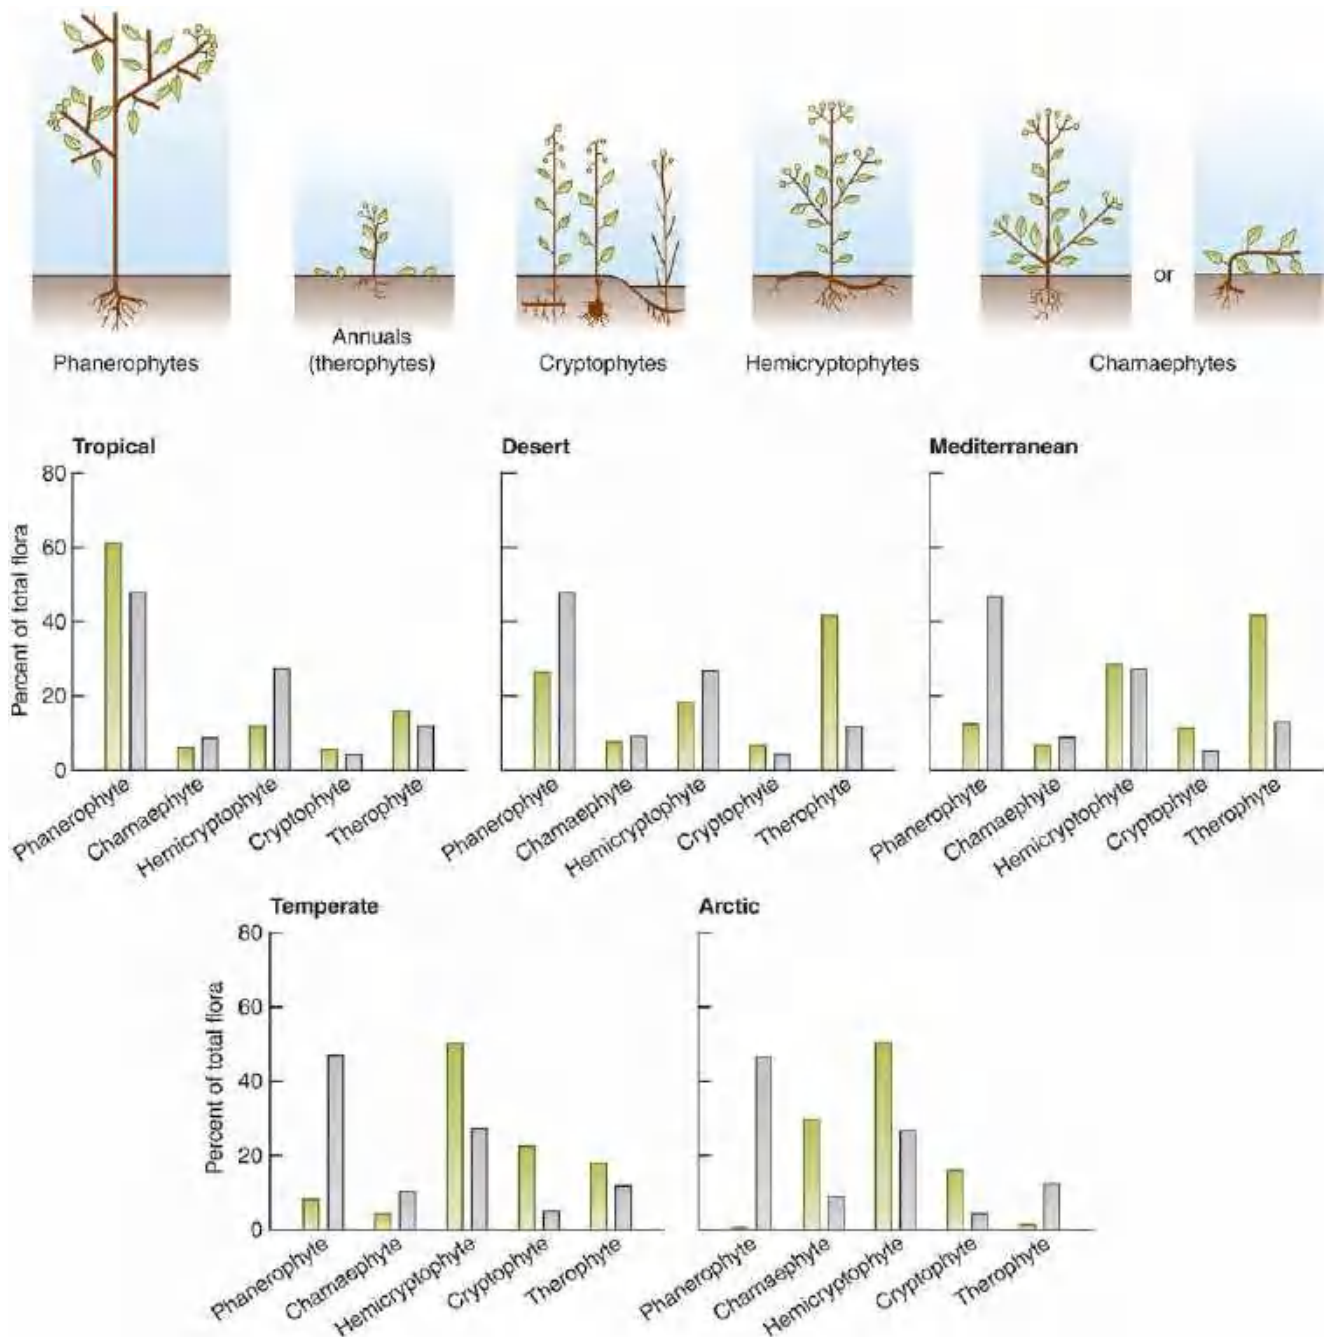 or
Phanerophytes
Annuals
(therophytes)
Cryptophytes
Hemicryptophytes
Chamaephytes
Tropical
Percent of total flora
80
60
40
20
0
Phanerophyte
Chamaephyte
Hemicryptophyte
Cryptophyte
Therophyte
Desert
Phanerophyte
Chamaephyte
Hemicryptophyte
Cryptophyte
Therophyte
Mediterranean
Phanerophyte
Chamaephyte
Hemicryptophyte
Cryptophyte
Therophyte
Temperate
Percent of total flora
80
60
40
20
0
Phanerophyte
Chamaephyte
Hemicryptophyte
Cryptophyte
Therophyte
Arctic
Phanerophyte
Chamaephyte
Hemicryptophyte
Cryptophyte
Therophyte